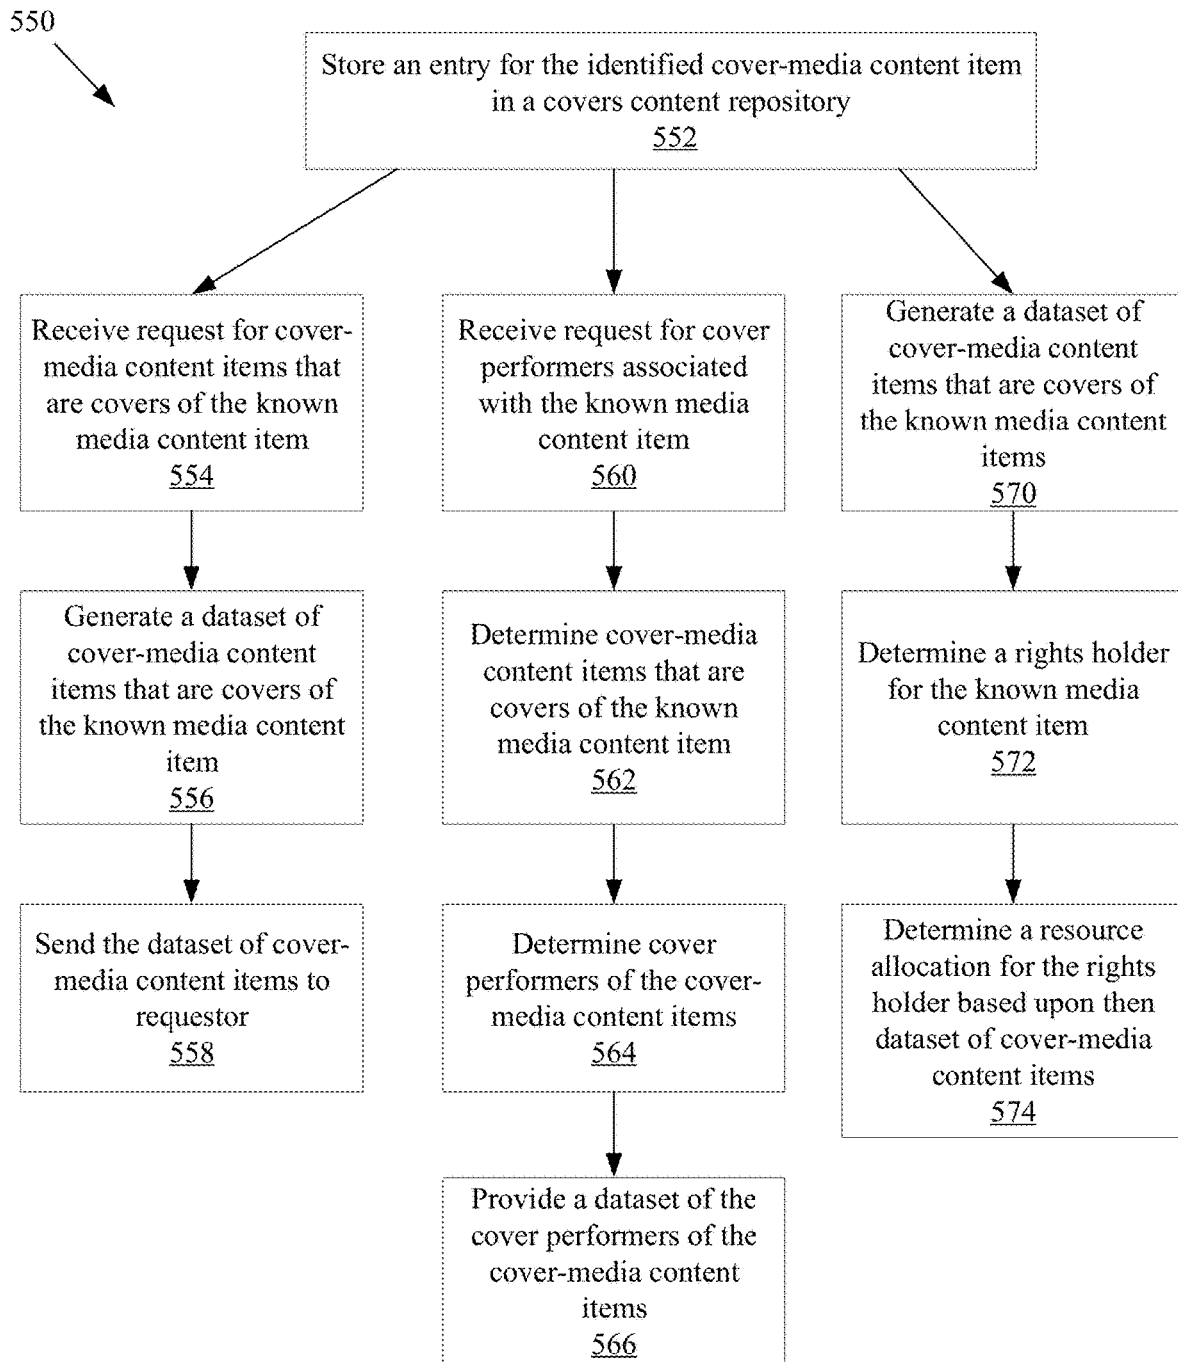 550
Store an entry for the identified cover-media content item
in a covers content repository
552
Receive request for cover-
media content items that
are covers of the known
media content item
554
Generate a dataset of
cover-media content
items that are covers of
the known media content
item
556
Send the dataset of cover-
media content items to
requestor
558
Receive request for cover
performers associated
with the known media
content item
560
Determine cover-media
content items that are
covers of the known
media content item
562
Determine cover
performers of the cover-
media content items
564
Provide a dataset of the
cover performers of the
cover-media content
items
566
Generate a dataset of
cover-media content
items that are covers of
the known media content
items
570
Determine a rights holder
for the known media
content item
572
Determine a resource
allocation for the rights
holder based upon then
dataset of cover-media
content items
574